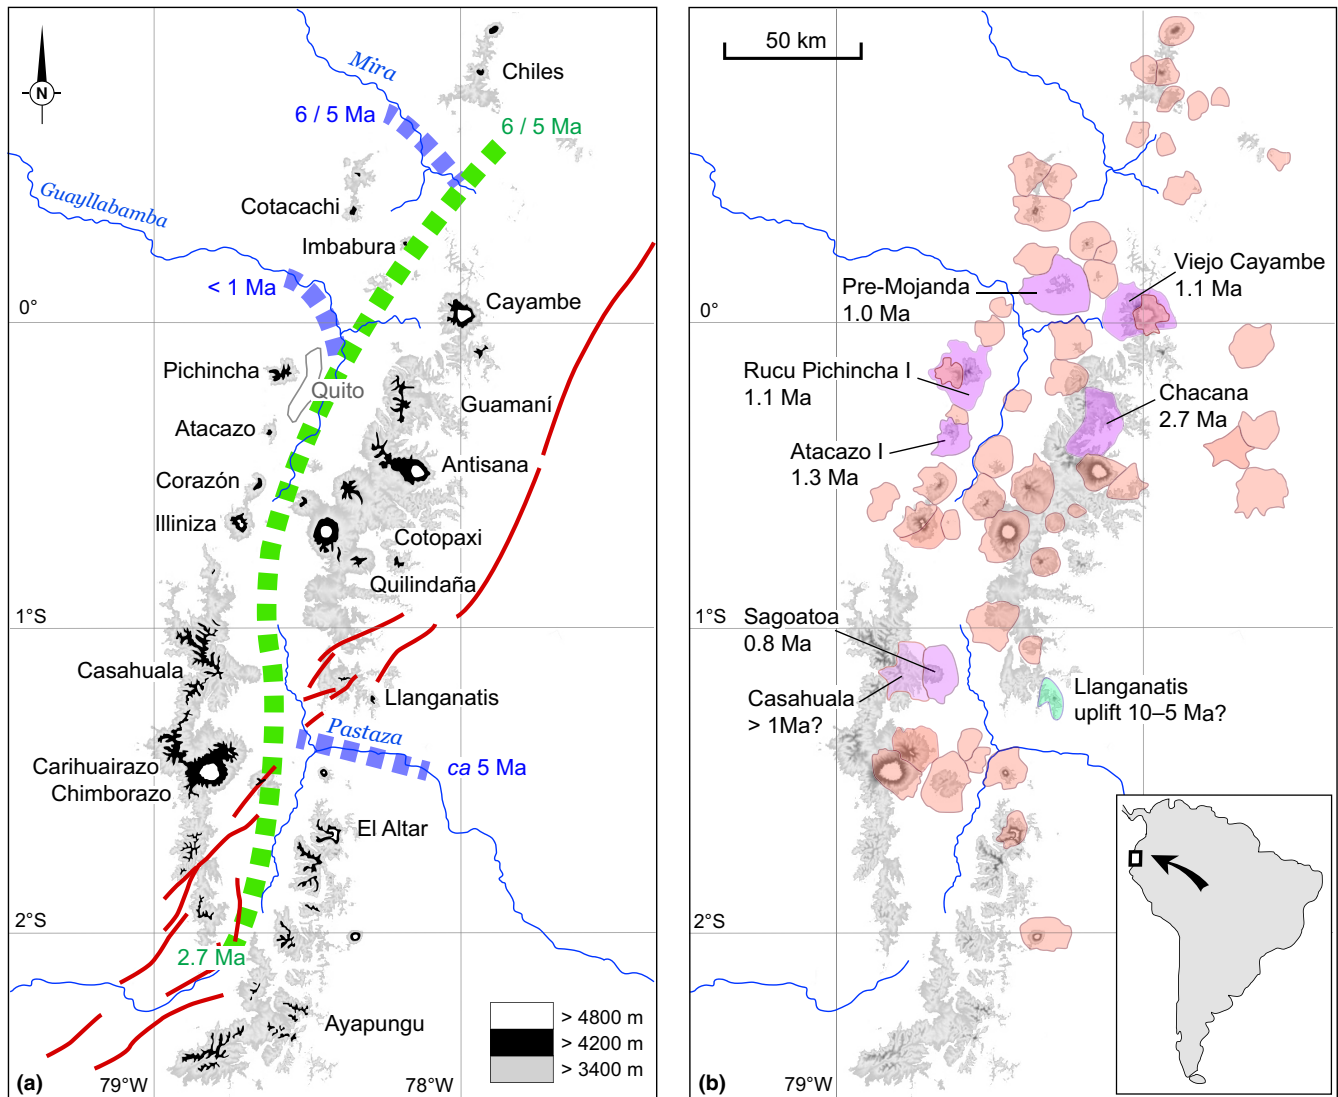 N
Mira
Chiles
6 / 5 Ma
6 / 5 Ma
Guayllabamba
Cotacachi
Imbabura
< 1 Ma
Cayambe
0°
Pichincha
Quito
Guamaní
Atacazo
Antisana
Corazón
Illiniza
Cotopaxi
Quilindaña
1°S
Casahuala
Llanganatis
Pastaza
Carihuairazo
Chimborazo
ca 5 Ma
El Altar
2°S
2.7 Ma
Ayapungu
> 4800 m
> 4200 m
> 3400 m
(a)
79°W
78°W
50 km
Viejo Cayambe
1.1 Ma
Pre-Mojanda
1.0 Ma
0°
Rucu Pichincha I
1.1 Ma
Chacana
2.7 Ma
Atacazo I
1.3 Ma
1°S
Sagoatoa
0.8 Ma
Casahuala
> 1Ma?
Llanganatis
uplift 10–5 Ma?
2°S
(b)
79°W